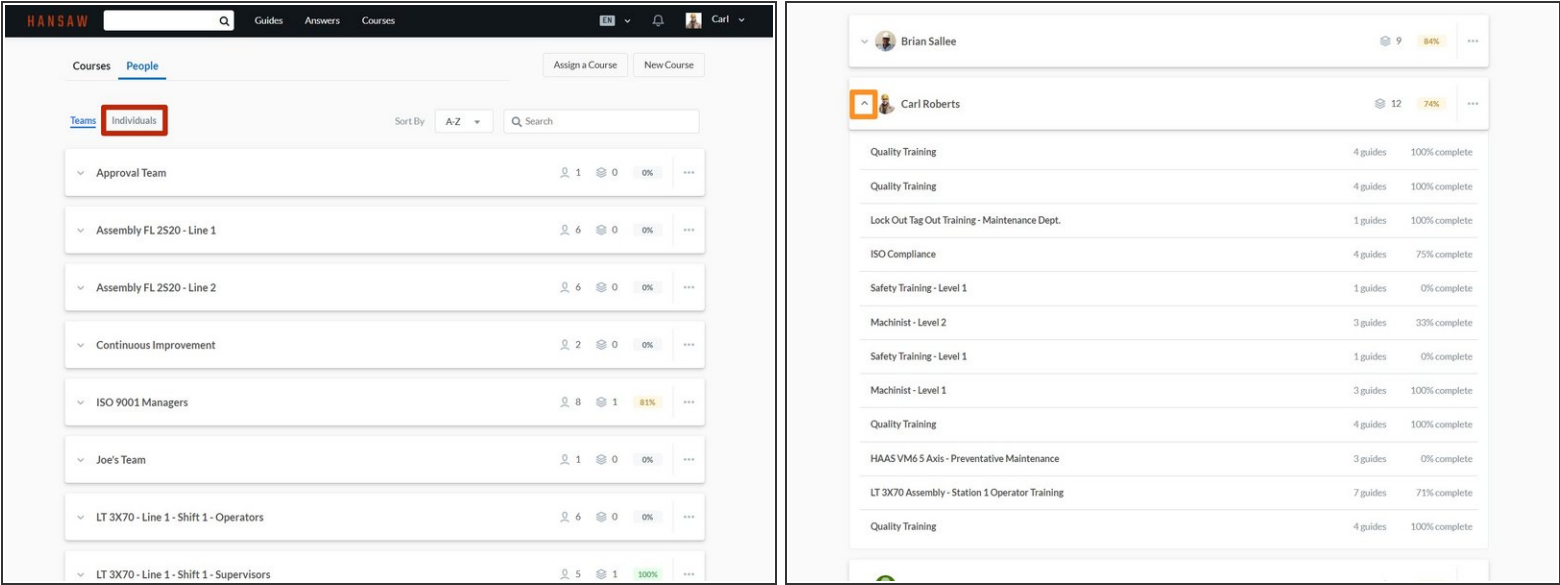 HANSAW Guides Answers Courses EN Carl
Courses People Assign a Course New Course
Teams Individuals Sort By A-Z Search
Approval Team 1 0 0%
Assembly FL 2S20 - Line 1 6 0 0%
Assembly FL 2S20 - Line 2 6 0 0%
Continuous Improvement 2 0 0%
ISO 9001 Managers 8 1 81%
Joe's Team 1 0 0%
LT 3X70 - Line 1 - Shift 1 - Operators 6 0 0%
LT 3X70 - Line 1 - Shift 1 - Supervisors 5 1 100%
Brian Sallee 9 84%
Carl Roberts 12 74%
Quality Training 4 guides 100% complete
Quality Training 4 guides 100% complete
Lock Out Tag Out Training - Maintenance Dept. 1 guides 100% complete
ISO Compliance 4 guides 75% complete
Safety Training - Level 1 1 guides 0% complete
Machinist - Level 2 3 guides 33% complete
Safety Training - Level 1 1 guides 0% complete
Machinist - Level 1 3 guides 100% complete
Quality Training 4 guides 100% complete
HAAS VM6 5 Axis - Preventative Maintenance 3 guides 0% complete
LT 3X70 Assembly - Station 1 Operator Training 7 guides 71% complete
Quality Training 4 guides 100% complete